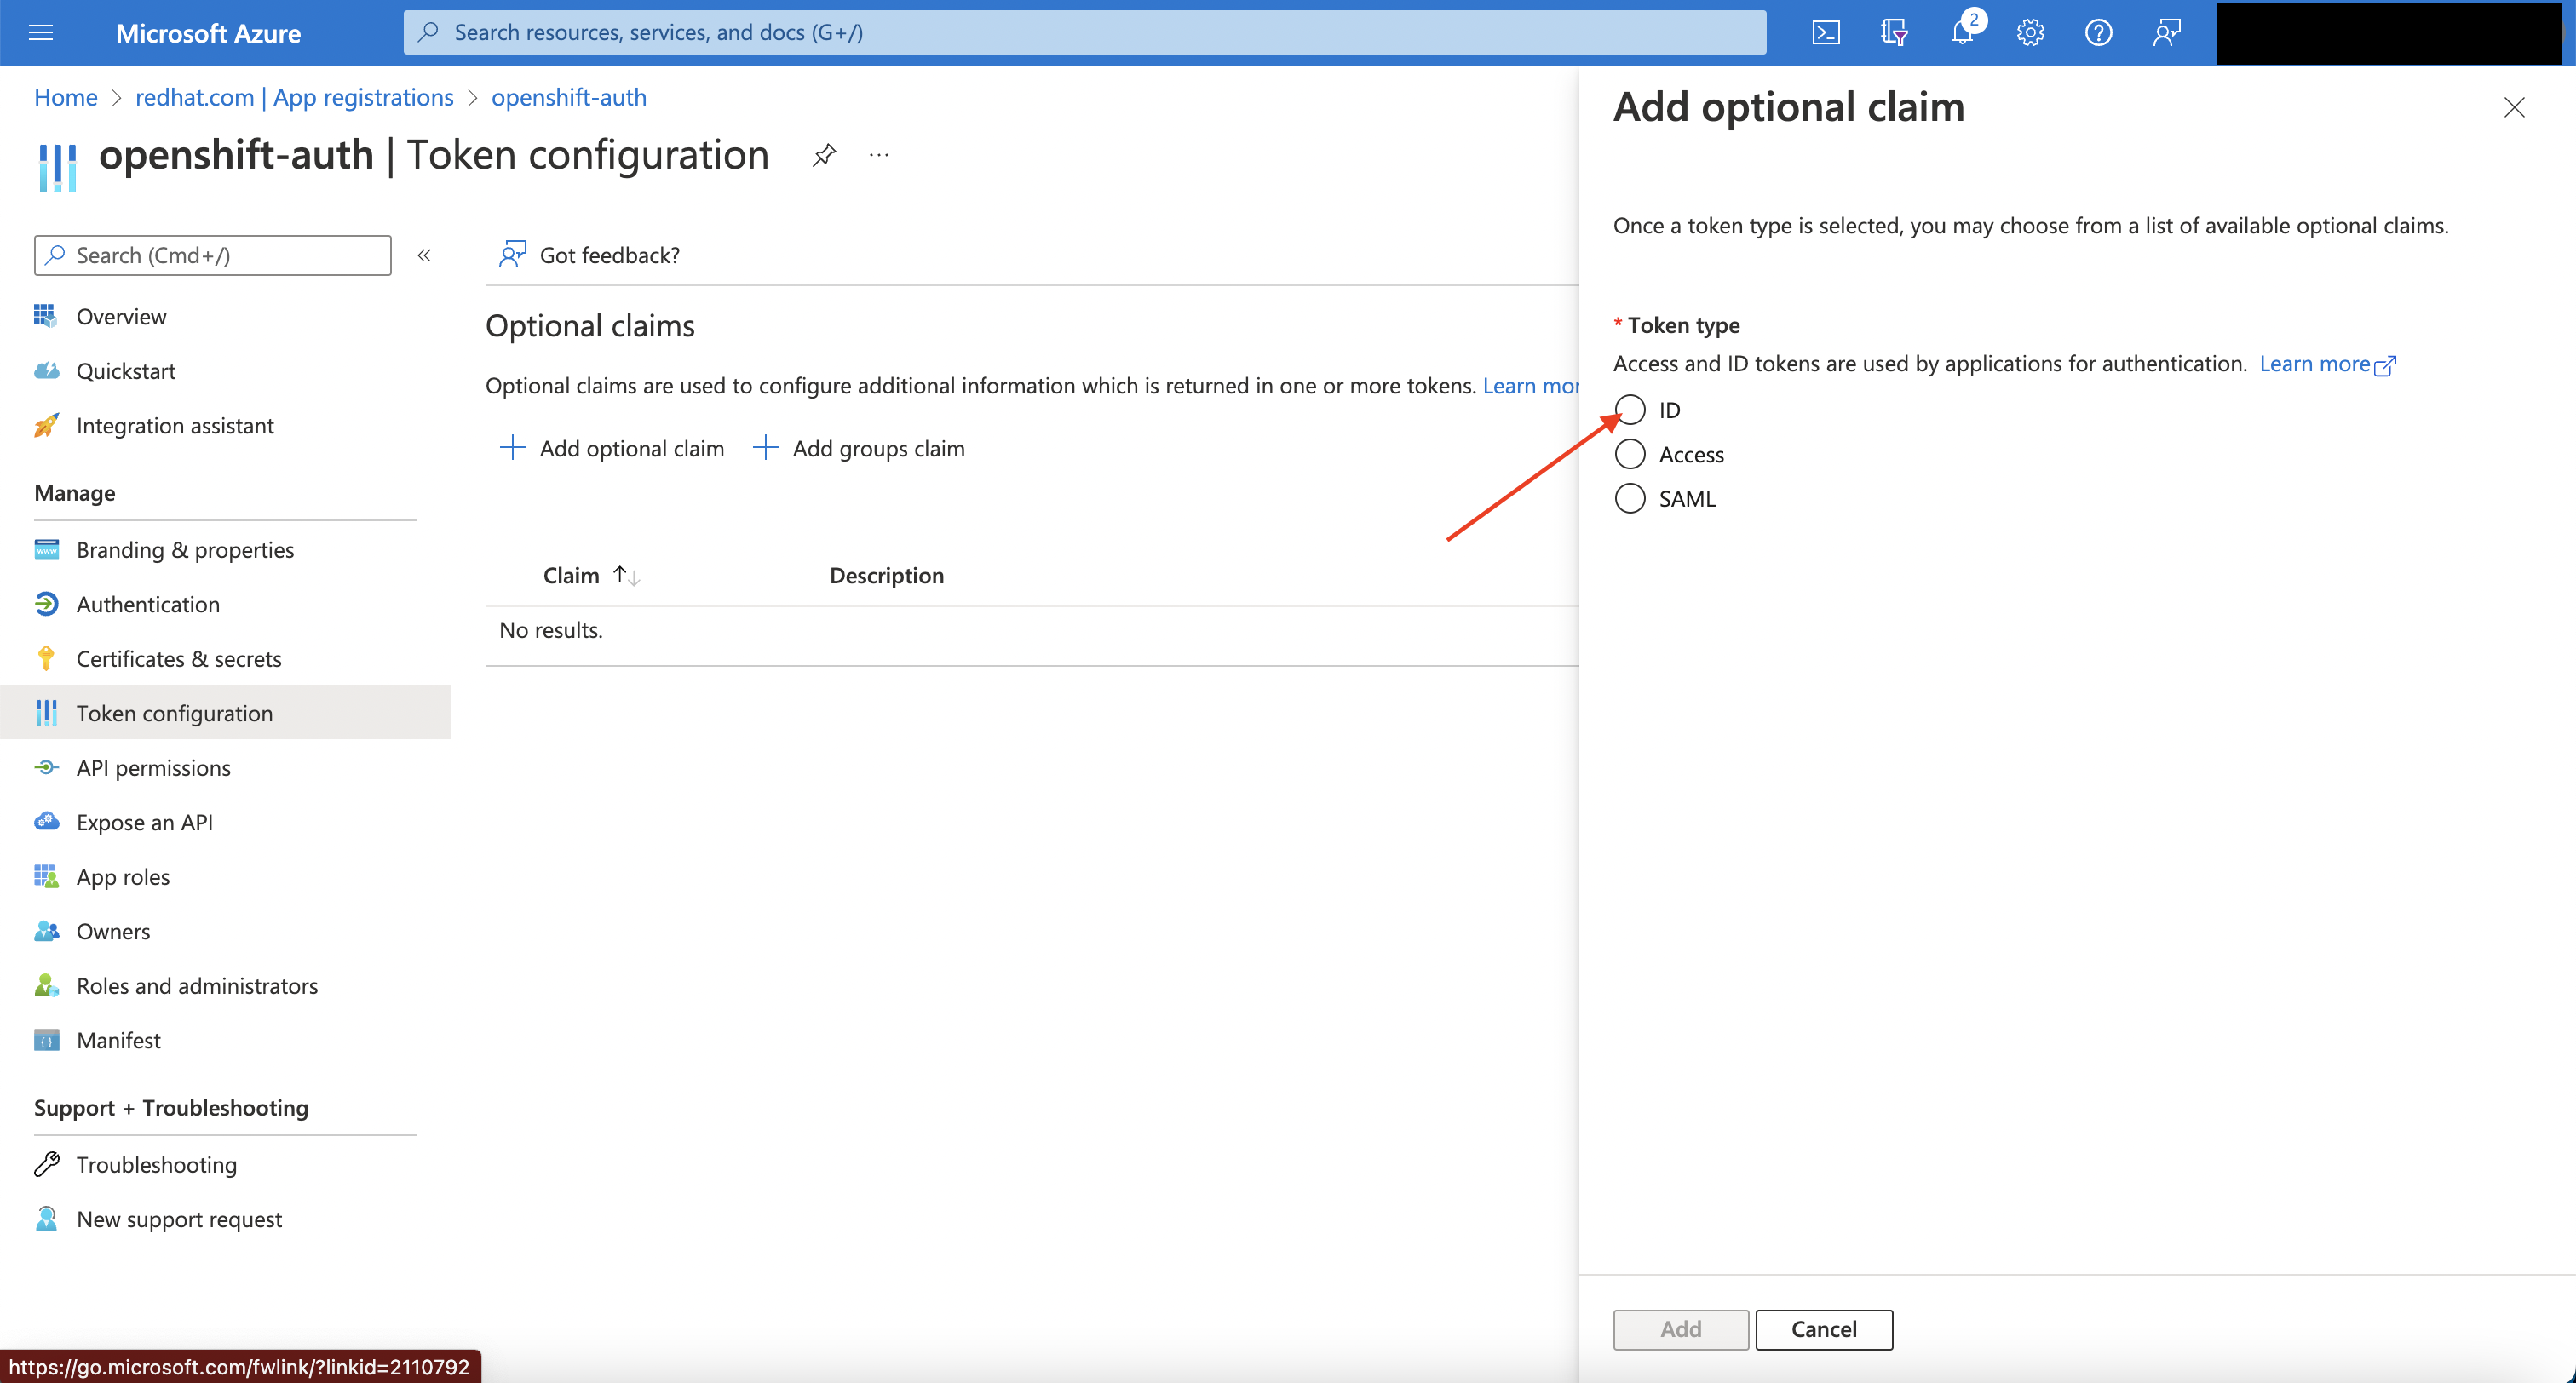 Microsoft Azure
Search resources, services, and docs (G+/)
2
Home > redhat.com | App registrations > openshift-auth
openshift-auth | Token configuration
...
Search (Cmd+/)
«
Overview
Quickstart
Integration assistant
Manage
Branding & properties
Authentication
Certificates & secrets
Token configuration
API permissions
Expose an API
App roles
Owners
Roles and administrators
Manifest
Support + Troubleshooting
Troubleshooting
New support request
Got feedback?
Optional claims
Optional claims are used to configure additional information which is returned in one or more tokens. Learn mor
Add optional claim Add groups claim
Claim ↑↓ Description
No results.
Add optional claim
Once a token type is selected, you may choose from a list of available optional claims.
* Token type
Access and ID tokens are used by applications for authentication. Learn more
ID
Access
SAML
Add Cancel
https://go.microsoft.com/fwlink/?linkid=2110792